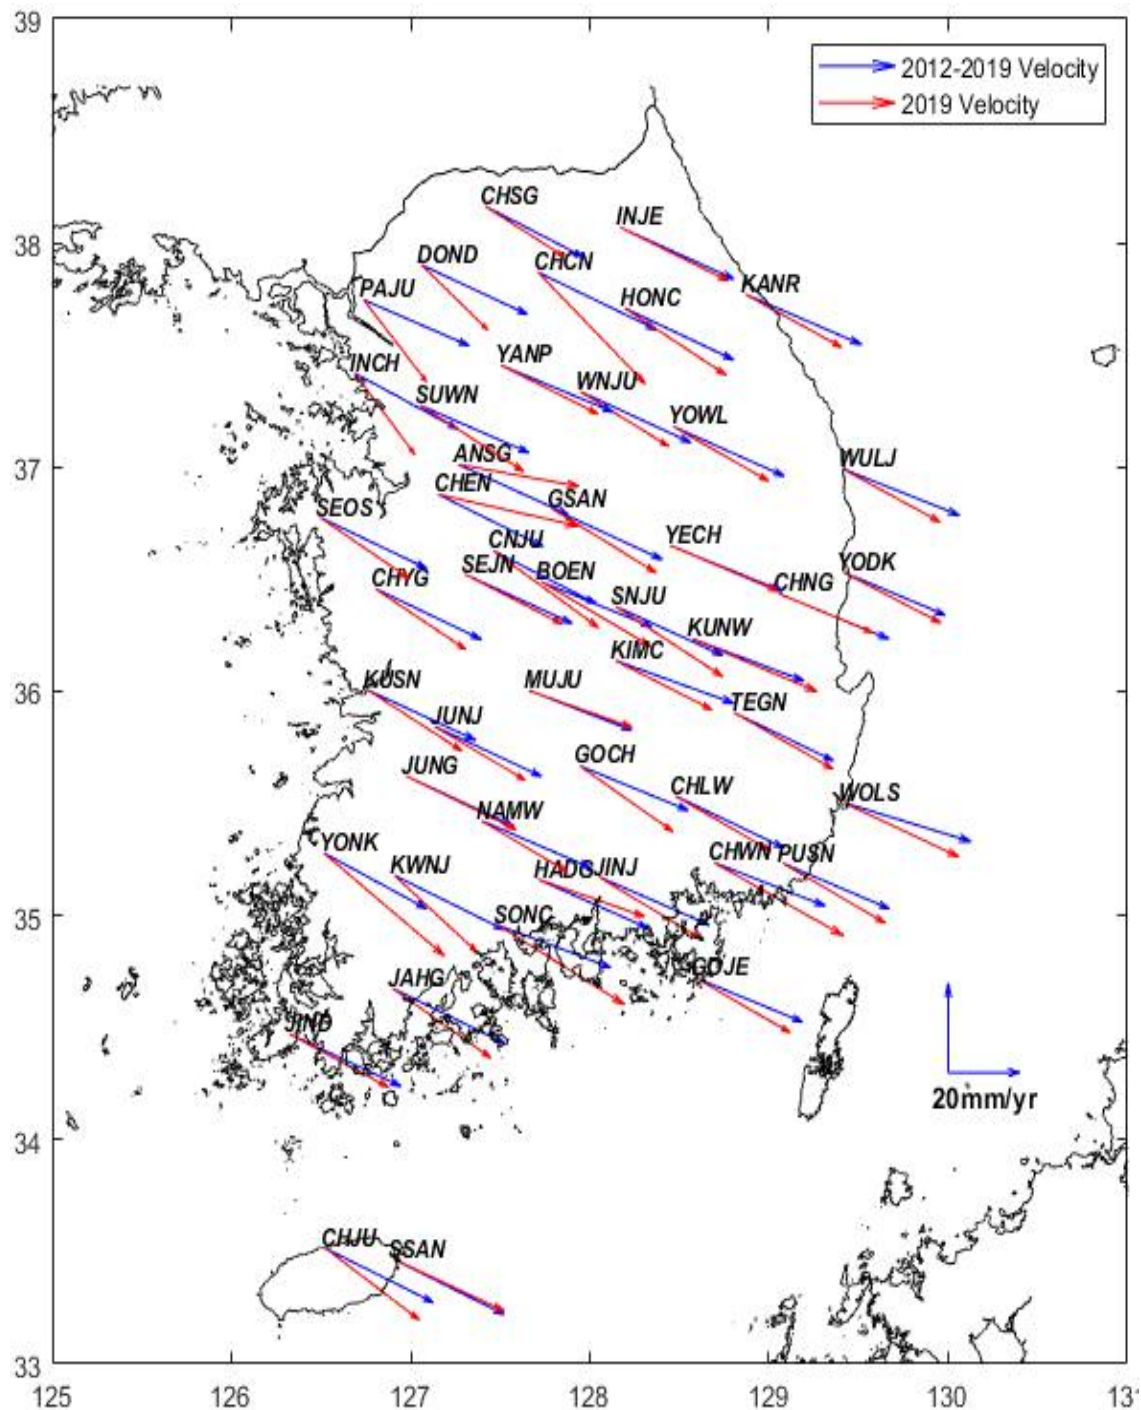 39
2012-2019 Velocity
2019 Velocity
CHSG
INJE
38
DOND
CHCN
KANR
PAJU
HONC
INCH
YANP
WNJU
SUWN
YOWL
37
ANSG
WULJ
CHEN
GSAN
SEOS
CNJU
YECH
SEJN
BOEN
YODK
CHYG
CHNG
SNJU
KUNW
KIMC
36
KUSN
MUJU
TEGN
JUNJ
JUNG
GOCH
CHLW
WOLS
NAMW
YONK
KWNJ
HADG
JINJ
CHWN
PUSN
35
SONC
JAHG
GOJE
JIND
20mm/yr
34
CHJU
SSAN
33
125
126
127
128
129
130
131